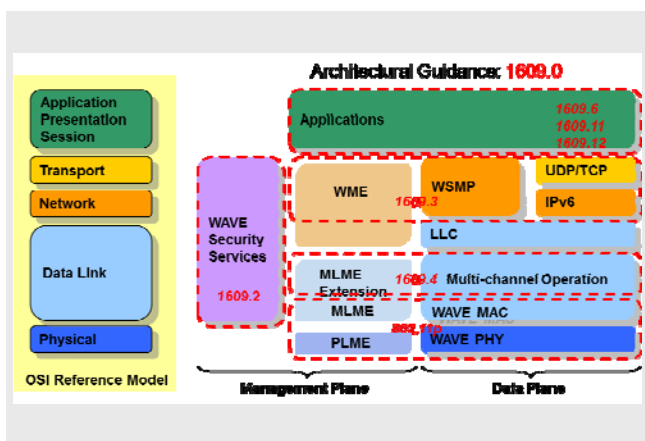 Architectural Guidance: 1609.0
Application
Presentation
Session
Transport
Network
Data Link
Physical
OSI Reference Model
Applications
1609.6
1609.11
1609.12
WAVE
Security
Services
1609.2
WME
1609.3
WSMP
UDP/TCP
IPv6
LLC
MLME
Extension
1609.4
Multi-channel Operation
MLME
WAVE MAC
PLME
WAVE PHY
Management Plane
Data Plane